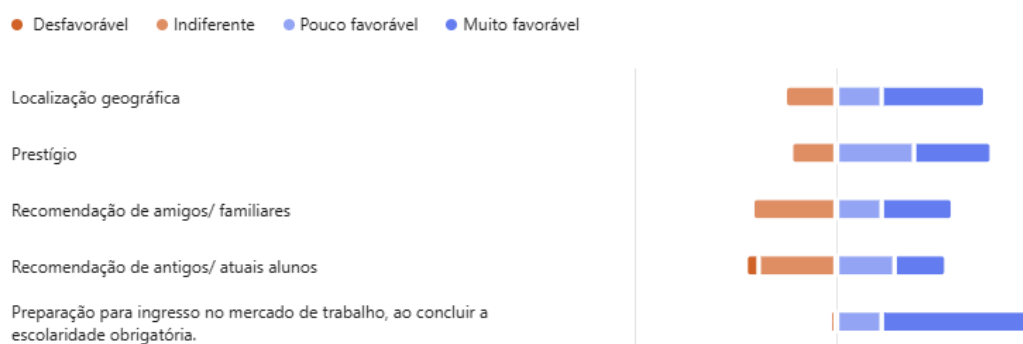 Desfavorável Indiferente Pouco favorável Muito favorável
Localização geográfica
Prestígio
Recomendação de amigos/ familiares
Recomendação de antigos/ atuais alunos
Preparação para ingresso no mercado de trabalho, ao concluir a
escolaridade obrigatória.